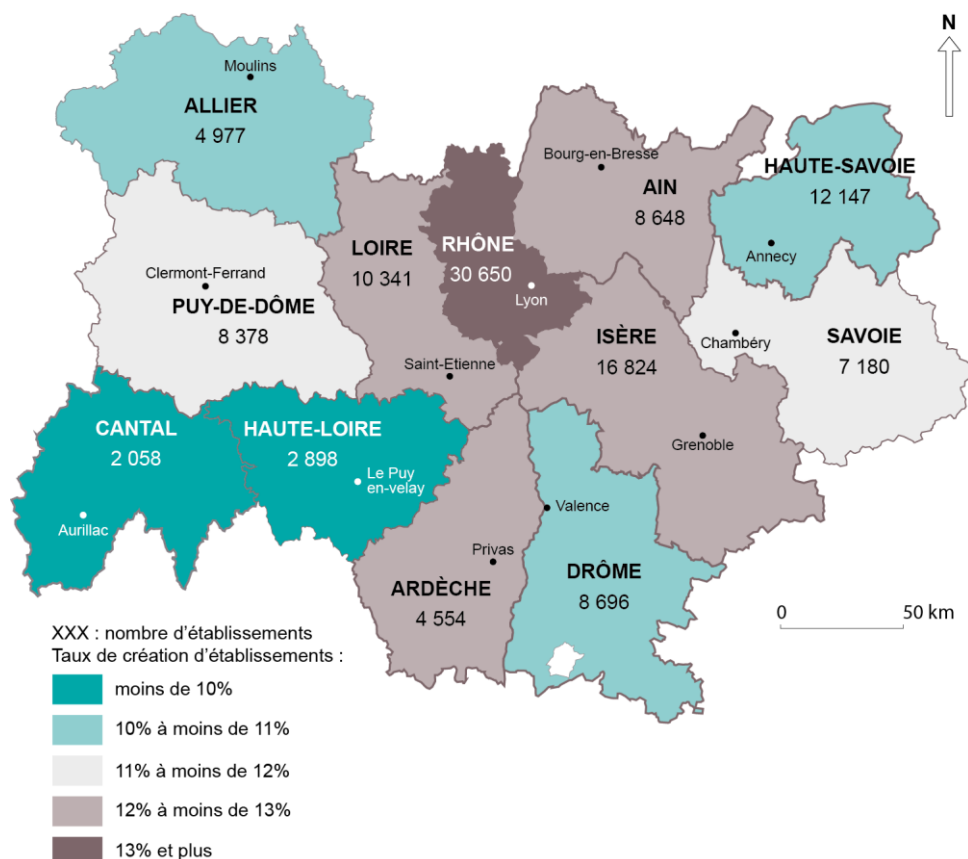 N
Moulins
ALLIER
4 977
Bourg-en-Bresse
AIN
8 648
HAUTE-SAVOIE
12 147
Annecy
LOIRE
10 341
RHÔNE
30 650
Lyon
Clermont-Ferrand
PUY-DE-DÔME
8 378
ISÈRE
16 824
Chambéry
SAVOIE
7 180
Saint-Etienne
Grenoble
CANTAL
2 058
Aurillac
HAUTE-LOIRE
2 898
Le Puy
en-velay
Valence
Privas
ARDÈCHE
4 554
DRÔME
8 696
0 50 km
XXX : nombre d'établissements
Taux de création d'établissements :
moins de 10%
10% à moins de 11%
11% à moins de 12%
12% à moins de 13%
13% et plus